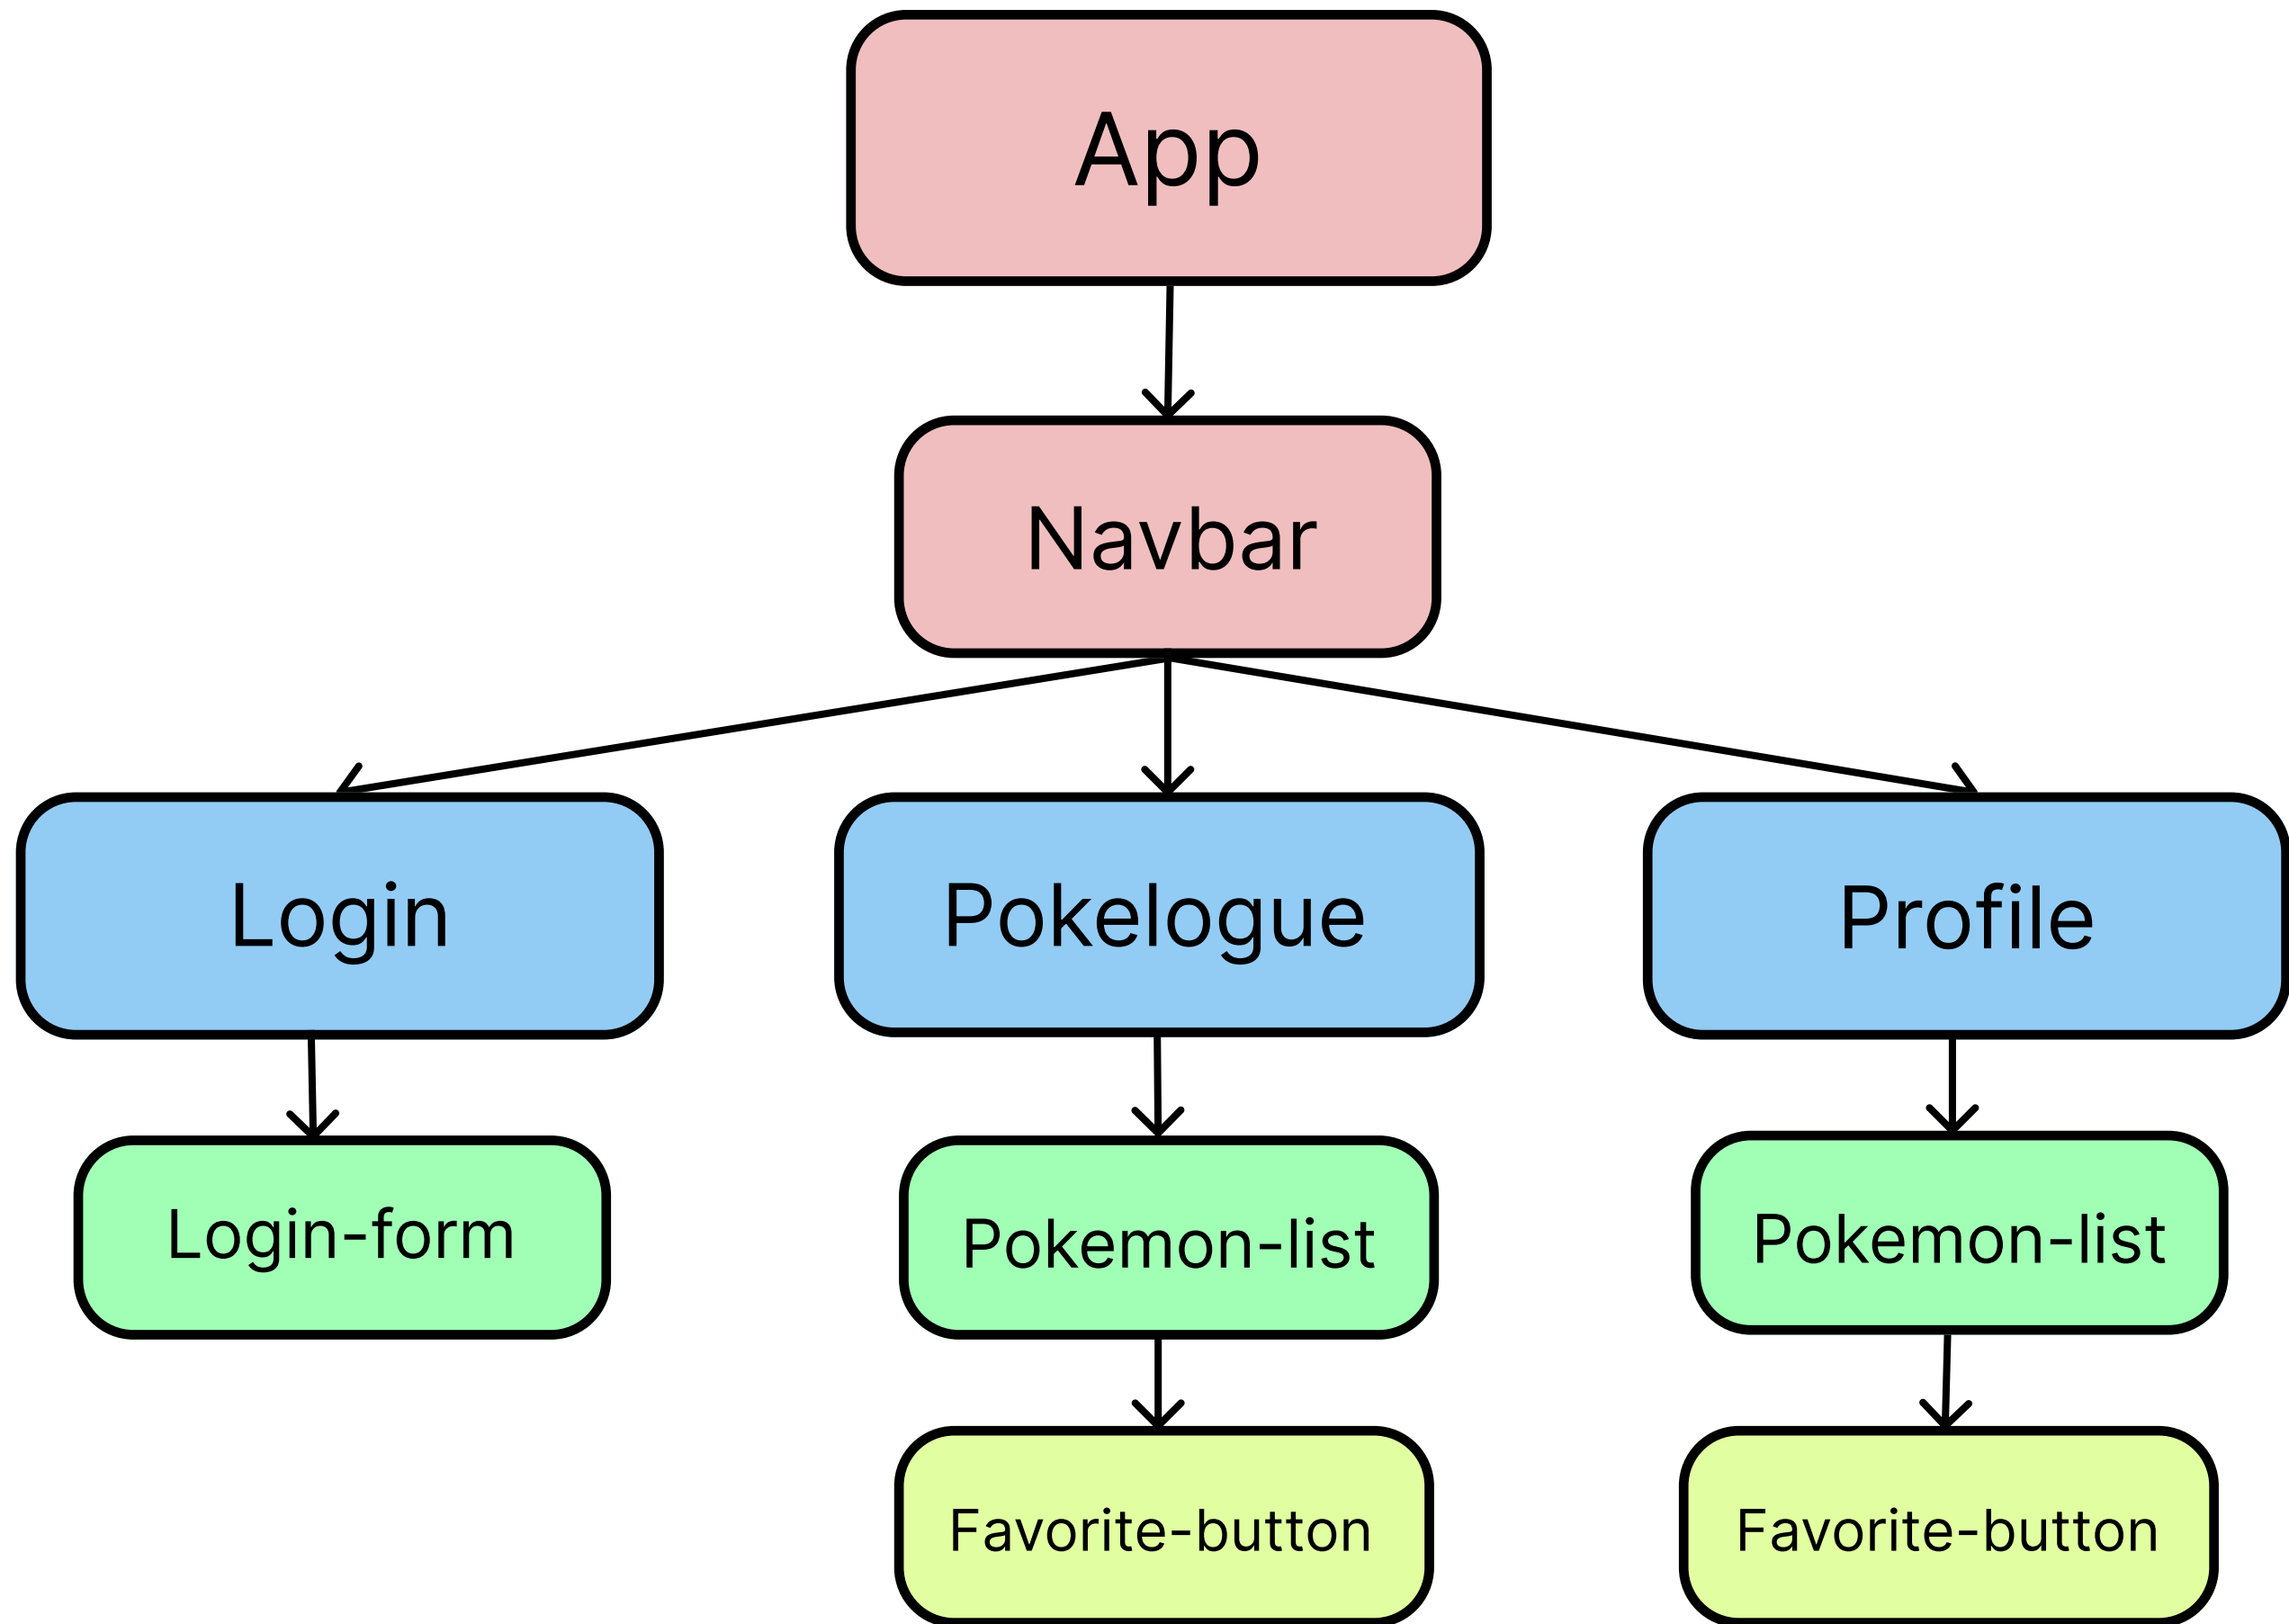 App
Navbar
Login
Pokelogue
Profile
Login-form
Pokemon-list
Pokemon-list
Favorite-button
Favorite-button